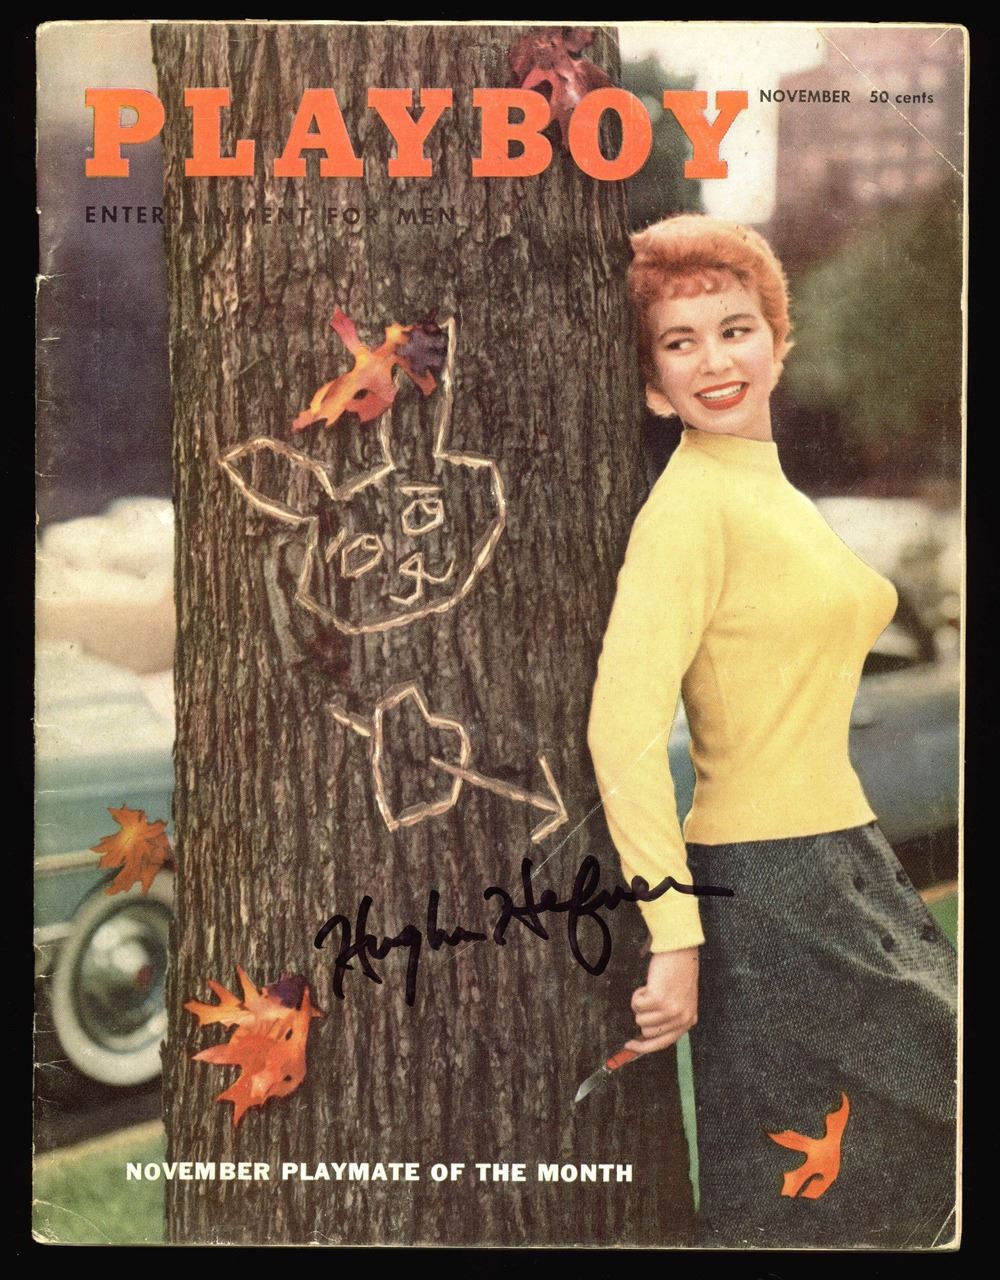 PLAYBOY
NOVEMBER 50 cents
ENTERTAINMENT FOR MEN
Hugh M. Hefner
NOVEMBER PLAYMATE OF THE MONTH